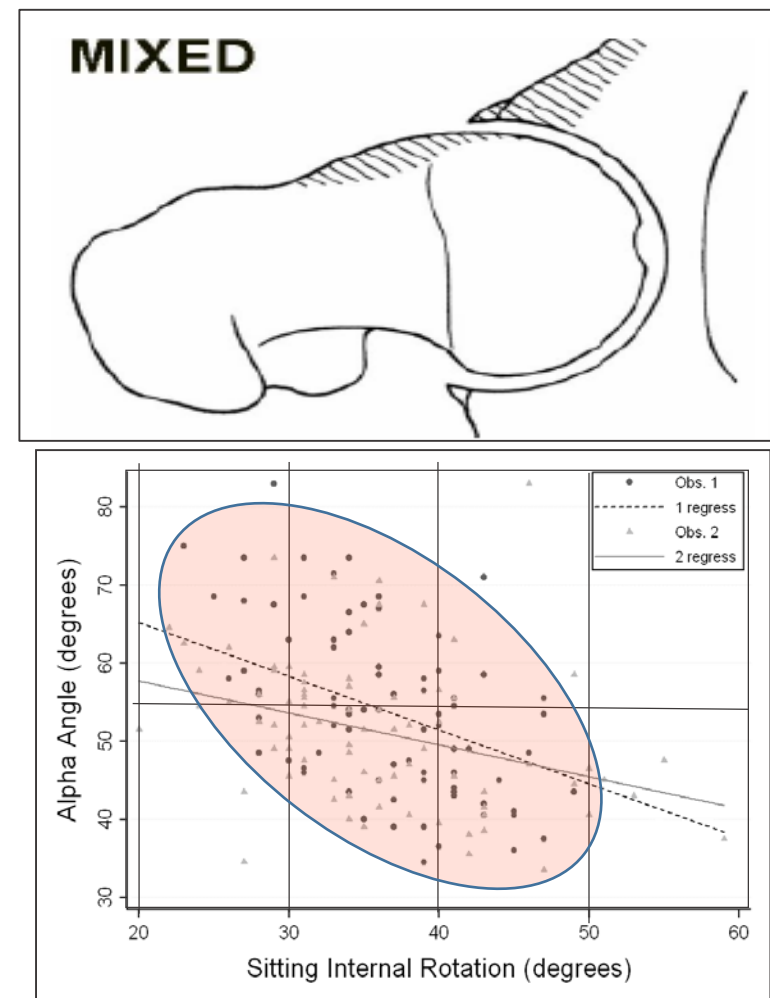 MIXED
Obs. 1
1 regress
Obs. 2
2 regress
Alpha Angle (degrees)
80
70
60
50
40
30
20 30 40 50 60
Sitting Internal Rotation (degrees)